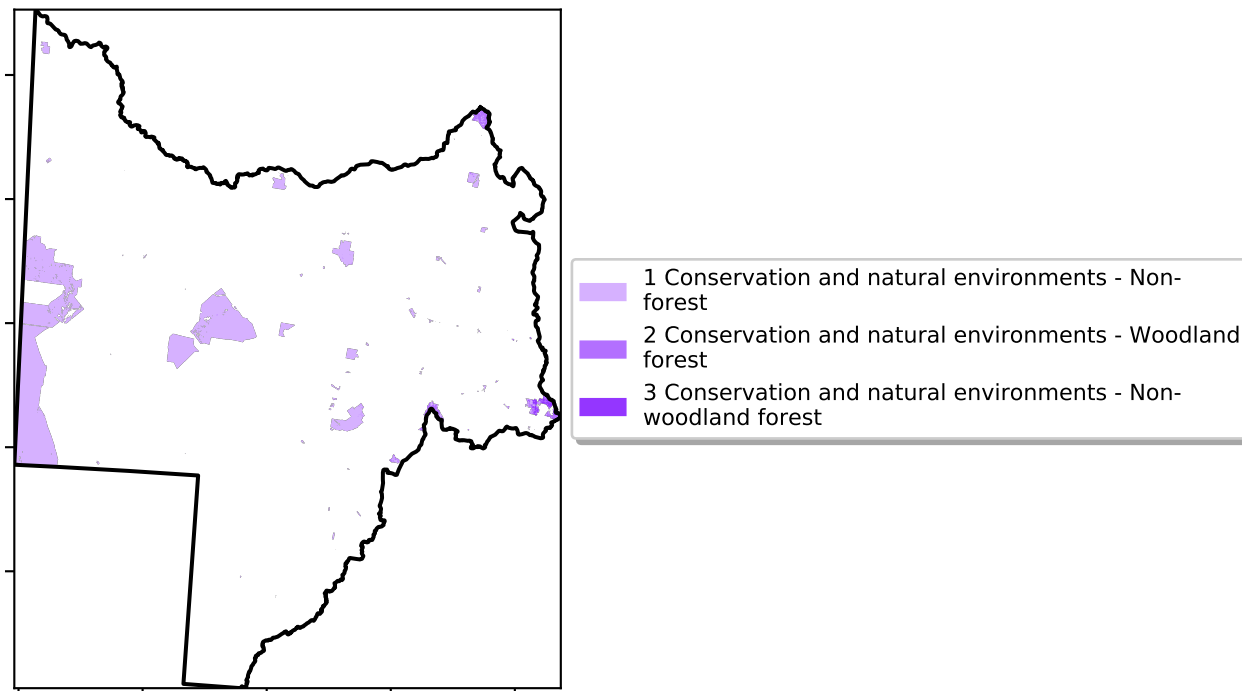 1 Conservation and natural environments - Non-
forest
2 Conservation and natural environments - Woodland
forest
3 Conservation and natural environments - Non-
woodland forest